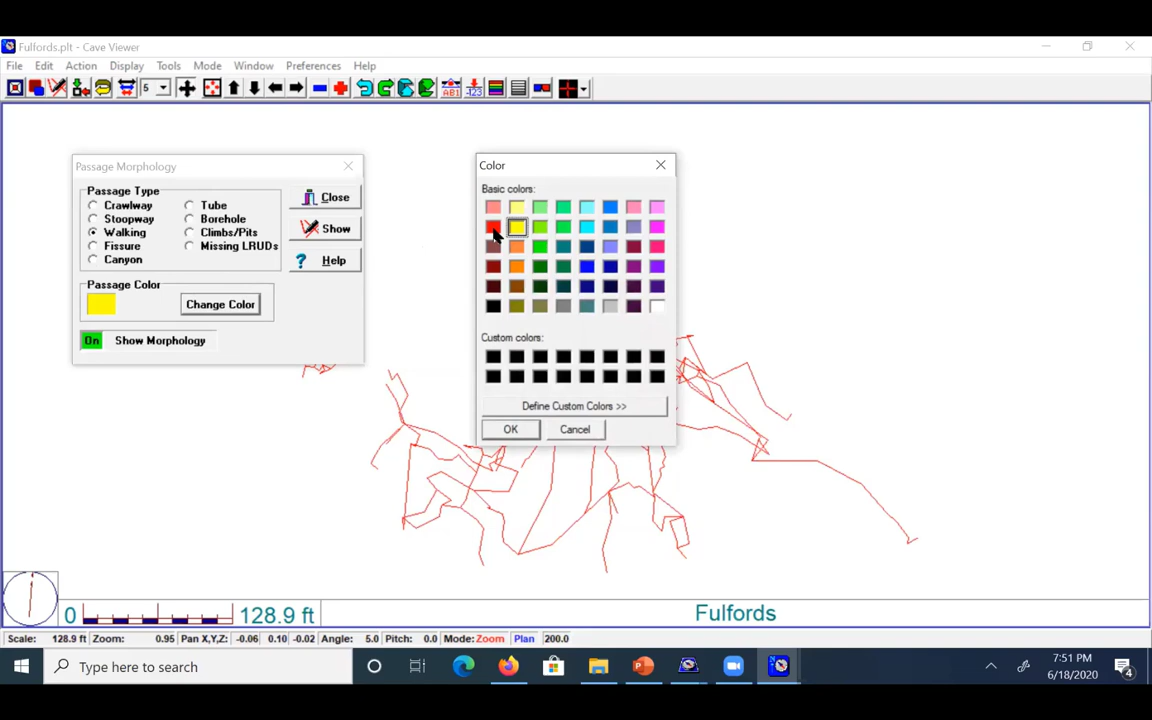 Fulfords.plt - Cave Viewer
File Edit Action Display Tools Mode Window Preferences Help
5
AB1
123
Passage Morphology
Passage Type
Crawlway
Tube
Stoopway
Borehole
Walking
Climbs/Pits
Fissure
Missing LRUDs
Canyon
Close
Show
? Help
Passage Color
Change Color
On Show Morphology
Color
Basic colors:
Custom colors:
Define Custom Colors >>
OK Cancel
0 128.9 ft Fulfords
Scale: 128.9 ft Zoom: 0.95 Pan X,Y,Z: -0.06 0.10 -0.02 Angle: 5.0 Pitch: 0.0 Mode: Zoom Plan 200.0
Type here to search
7:51 PM
6/18/2020
4